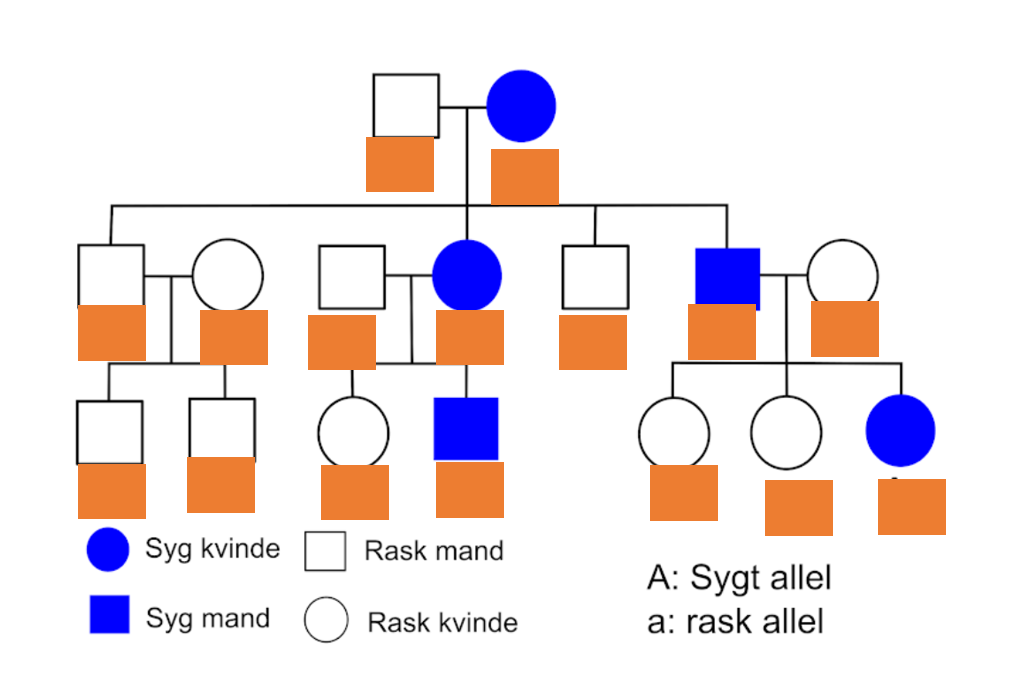 Syg kvinde
Rask mand
Syg mand
Rask kvinde
A: Sygt allel
a: rask allel